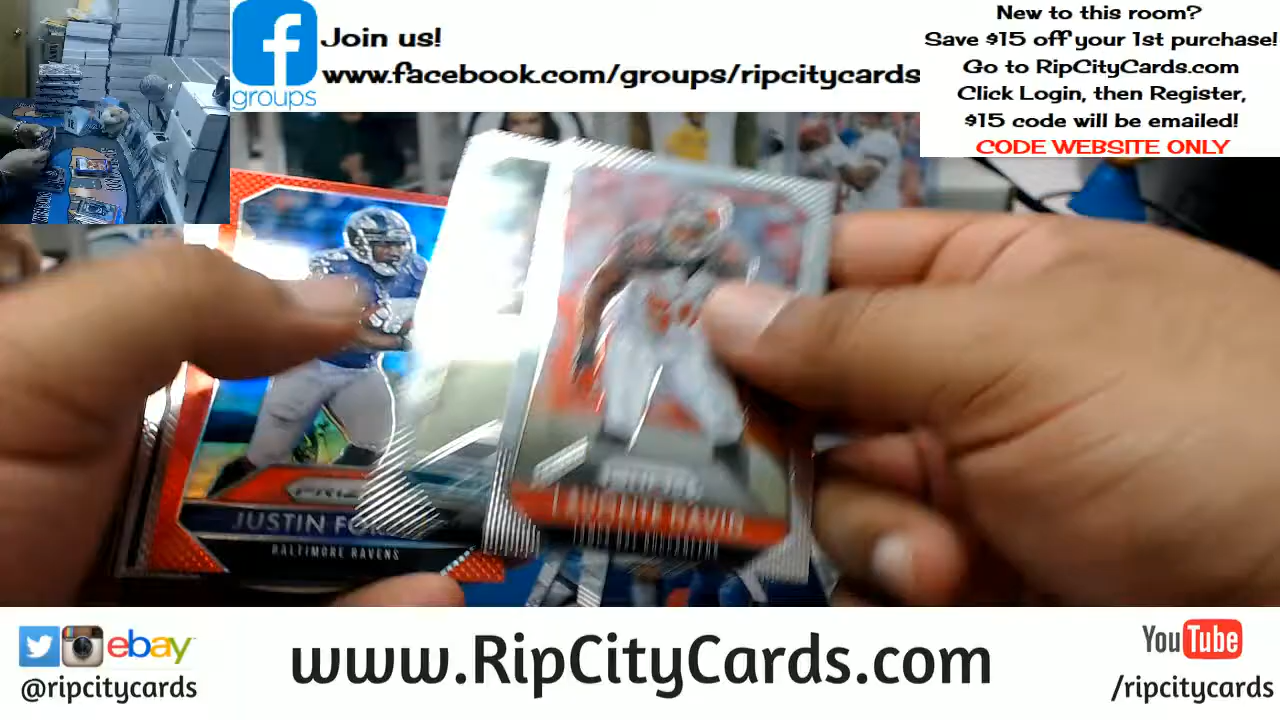 Join us!
www.facebook.com/groups/ripcitycards
groups
New to this room?
Save $15 off your 1st purchase!
Go to RipCityCards.com
Click Login, then Register,
$15 code will be emailed!
CODE WEBSITE ONLY
JUSTIN
BALTIMORE RAVENS
LAVONTE DAVID
ebay
@ripcitycards
www.RipCityCards.com
YouTube
/ripcitycards